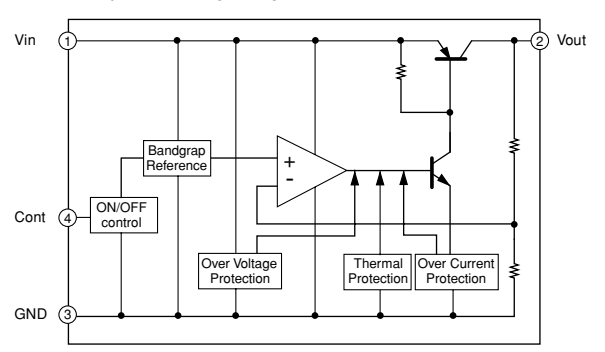 Vin
1
2
Vout
Bandgrap
Reference
+
-
Cont
4
ON/OFF
control
Over Voltage
Protection
Thermal
Protection
Over Current
Protection
GND
3